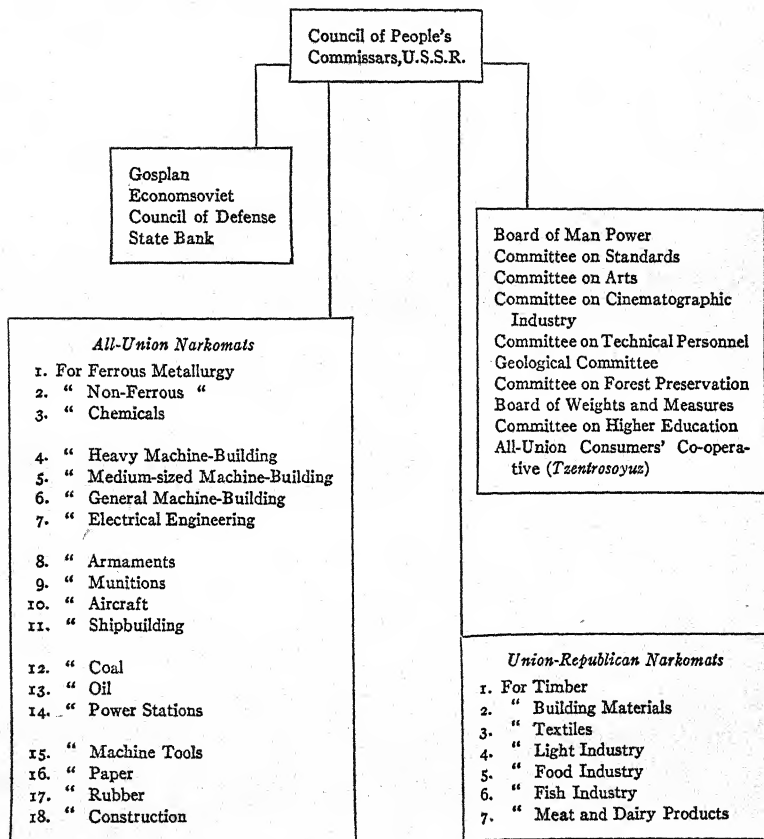 Council of People's
Commissars, U.S.S.R.
Gosplan
Economsoviet
Council of Defense
State Bank
Board of Man Power
Committee on Standards
Committee on Arts
Committee on Cinematographic
Industry
Committee on Technical Personnel
Geological Committee
Committee on Forest Preservation
Board of Weights and Measures
Committee on Higher Education
All-Union Consumers' Co-opera-
tive (Tzentrosoyuz)
All-Union Narkomats
1. For Ferrous Metallurgy
2. “ Non-Ferrous “
3. “ Chemicals
4. “ Heavy Machine-Building
5. “ Medium-sized Machine-Building
6. “ General Machine-Building
7. “ Electrical Engineering
8. “ Armaments
9. “ Munitions
10. “ Aircraft
11. “ Shipbuilding
12. “ Coal
13. “ Oil
14. “ Power Stations
15. “ Machine Tools
16. “ Paper
17. “ Rubber
18. “ Construction
Union-Republican Narkomats
1. For Timber
2. “ Building Materials
3. “ Textiles
4. “ Light Industry
5. “ Food Industry
6. “ Fish Industry
7. “ Meat and Dairy Products